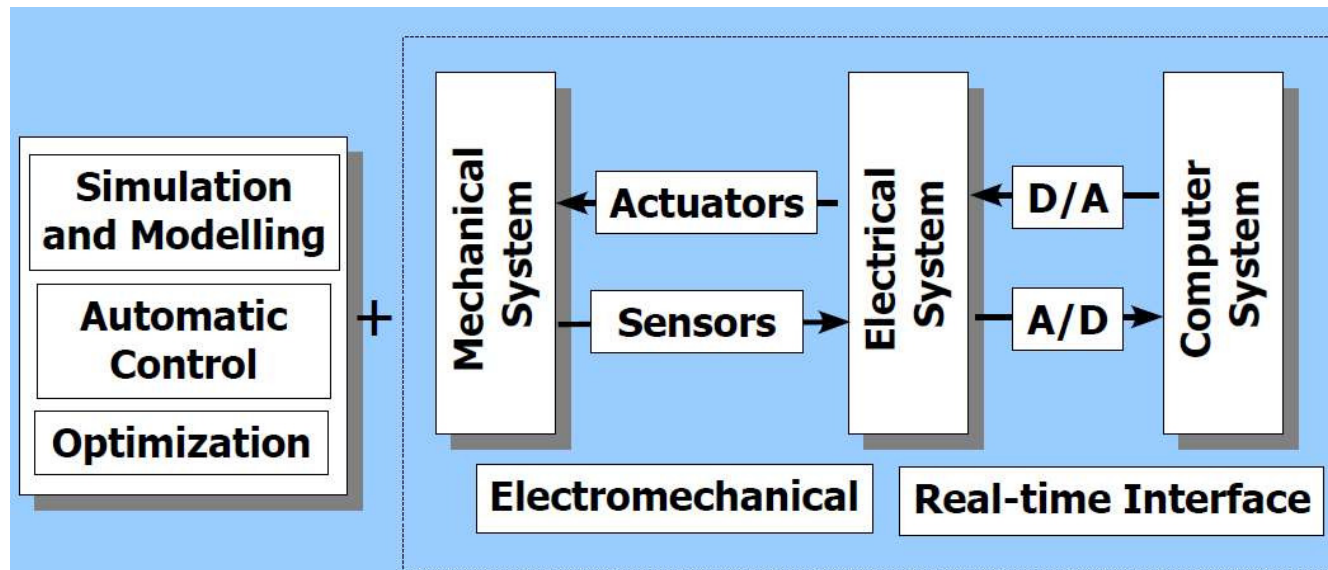 Simulation
and Modelling
Automatic
Control
Optimization
+
Mechanical
System
Actuators
Sensors
Electrical
System
D/A
A/D
Computer
System
Electromechanical
Real-time Interface